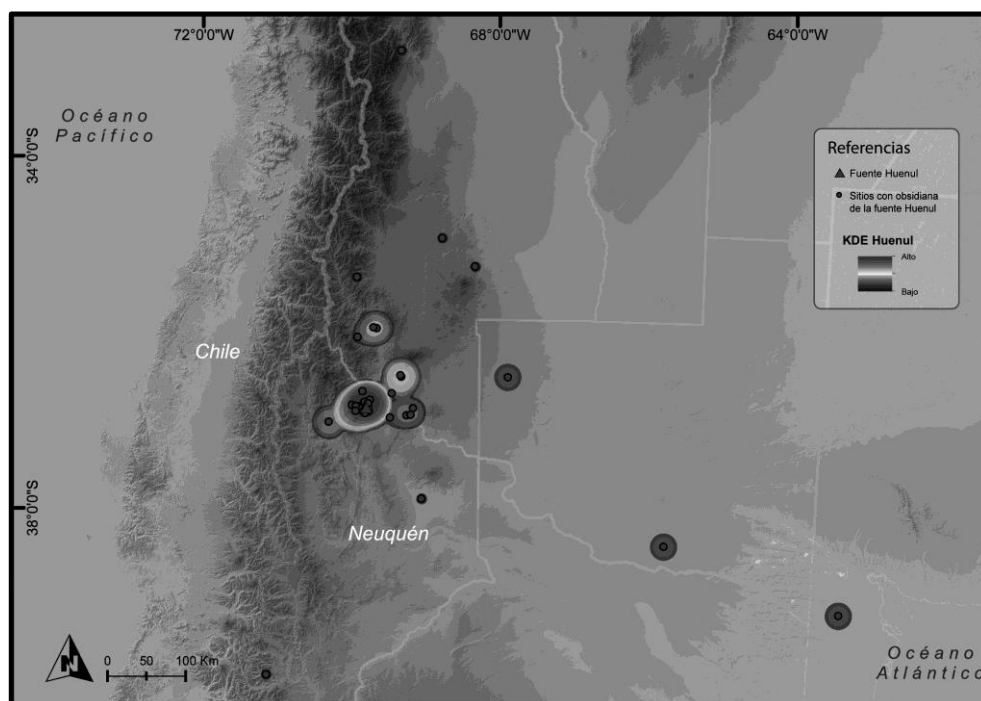 72°0'0"W
68°0'0"W
64°0'0"W
Océano
Pacífico
34°0'0"S
Referencias
Fuente Huenul
Sitios con obsidiana
de la fuente Huenul
KDE Huenul
Alto
Bajo
Chile
38°0'0"S
Neuquén
N
0 50 100 Km
Océano
Atlántico